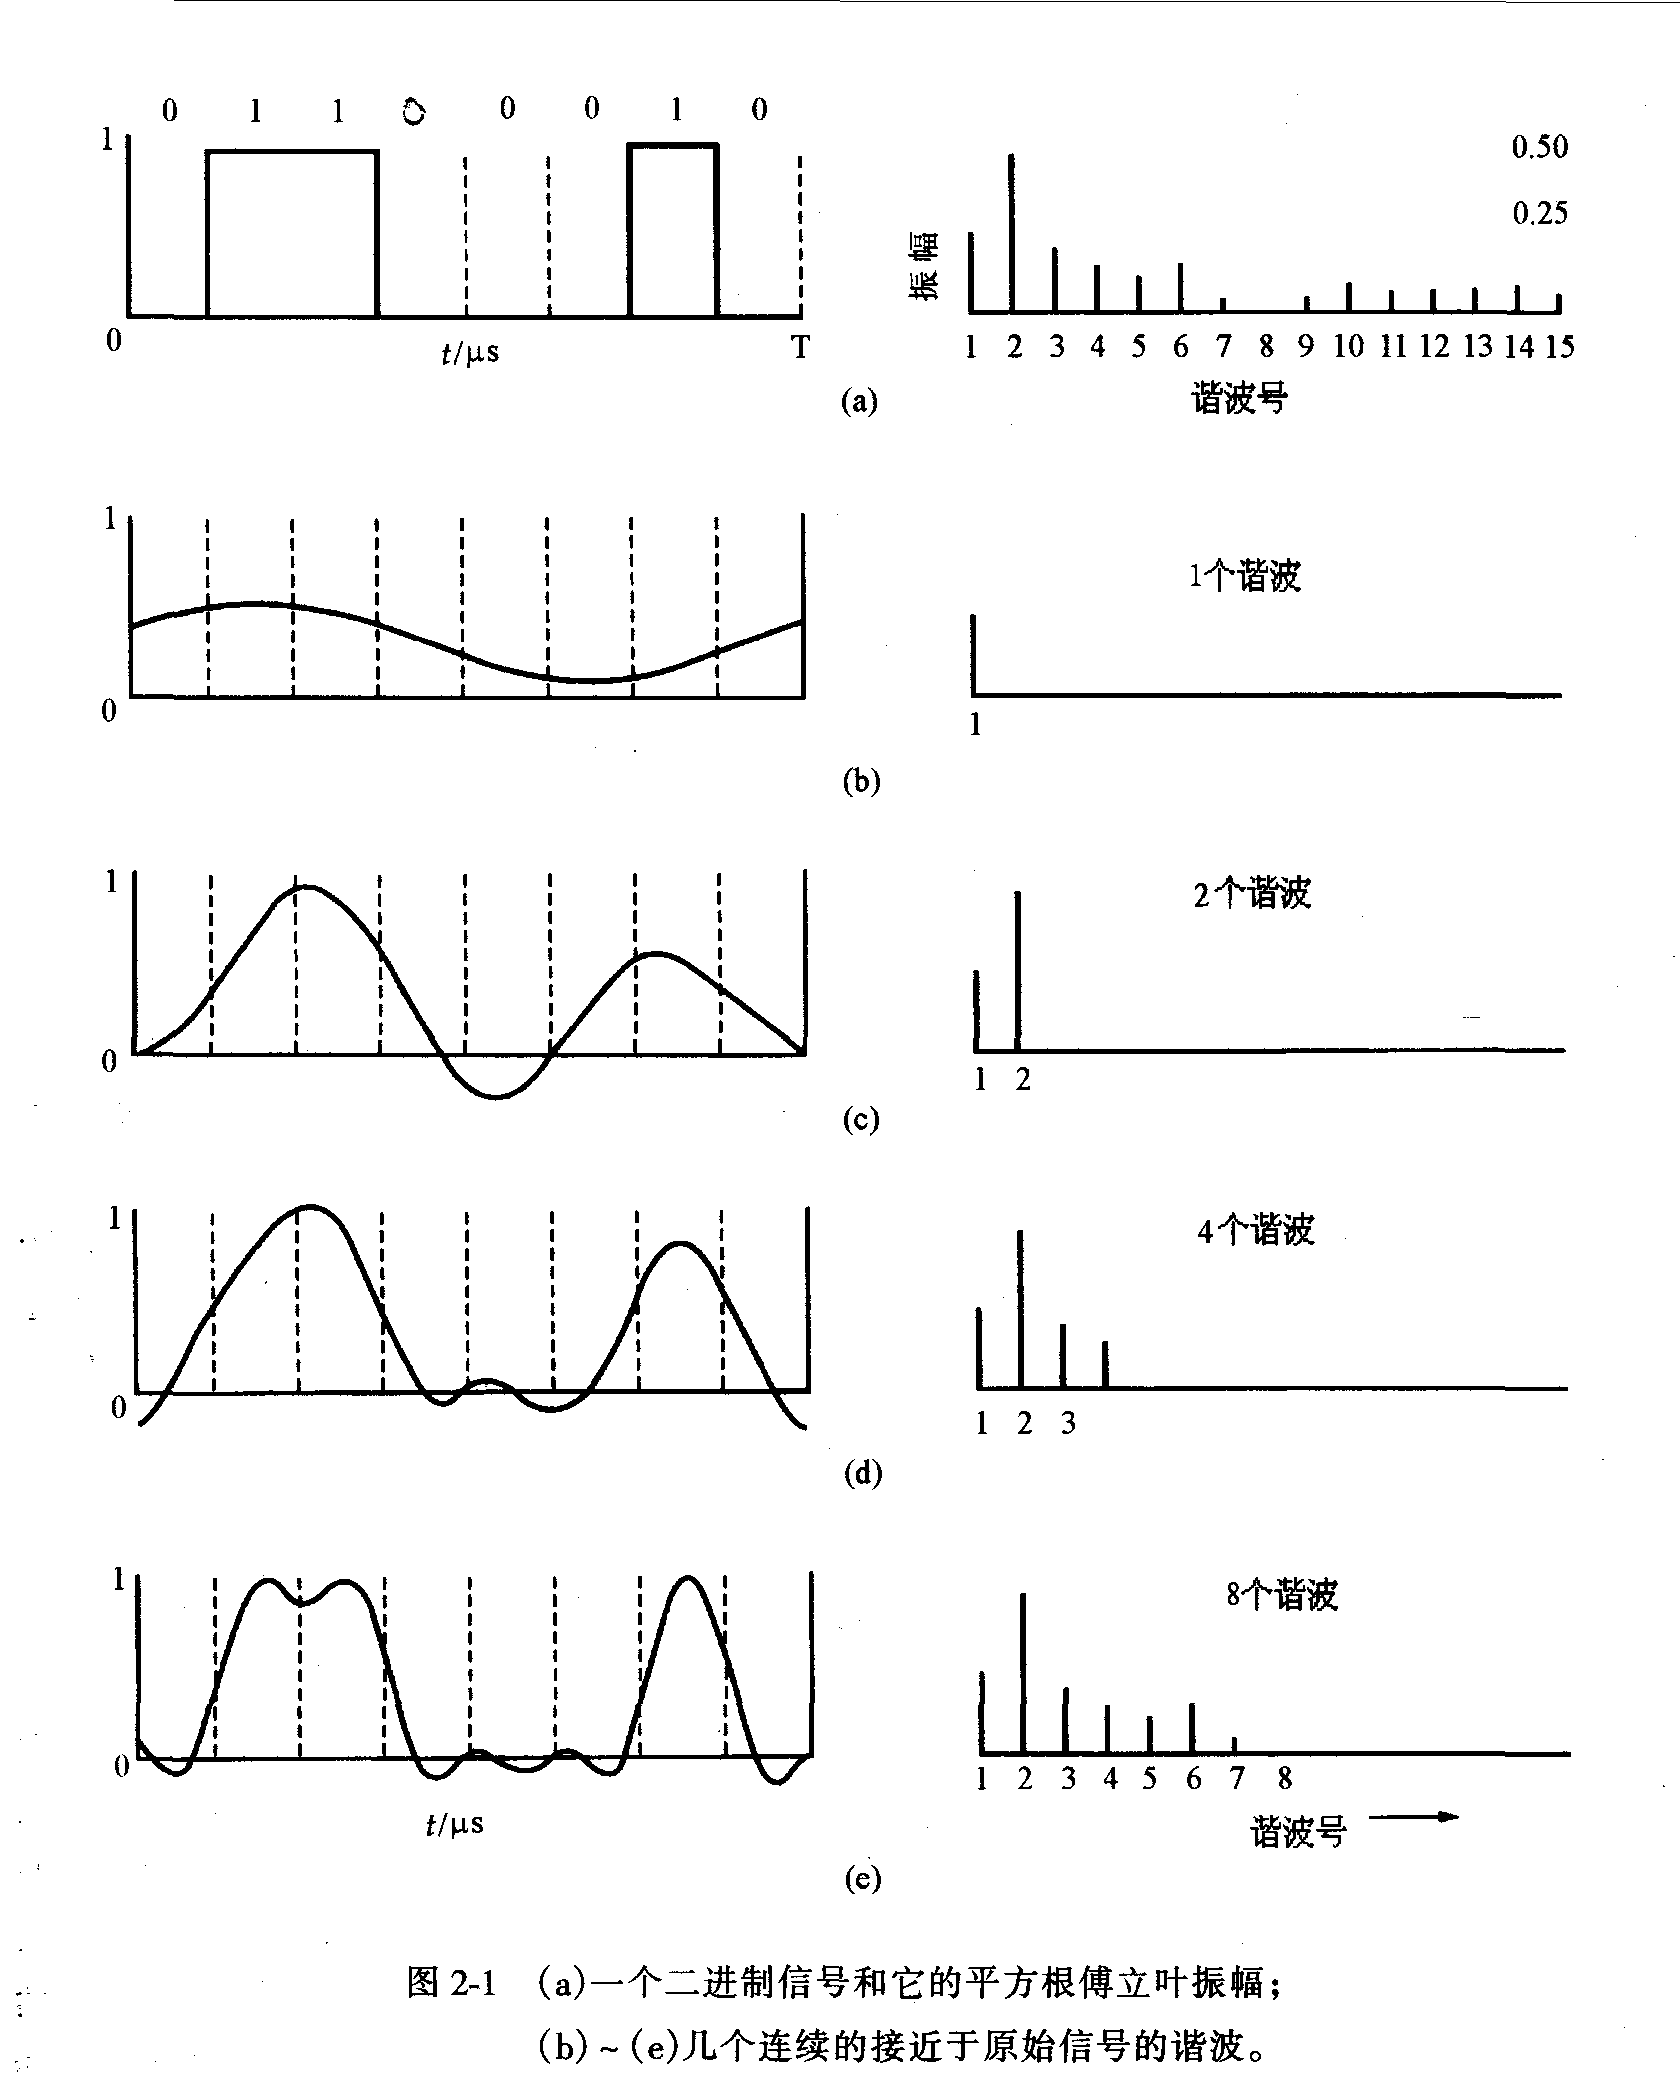 0 1 1 0 0 0 1 0
1
0.50
0.25
振幅
0 t/μs T
1 2 3 4 5 6 7 8 9 10 11 12 13 14 15
谐波号
(a)
1
1个谐波
0
1
(b)
1
2个谐波
0
1 2
(c)
1
4个谐波
0
1 2 3
(d)
1
8个谐波
0
1 2 3 4 5 6 7 8
t/μs
谐波号
(e)
图 2-1 (a)一个二进制信号和它的平方根傅立叶振幅;
(b)~(e)几个连续的接近于原始信号的谐波。